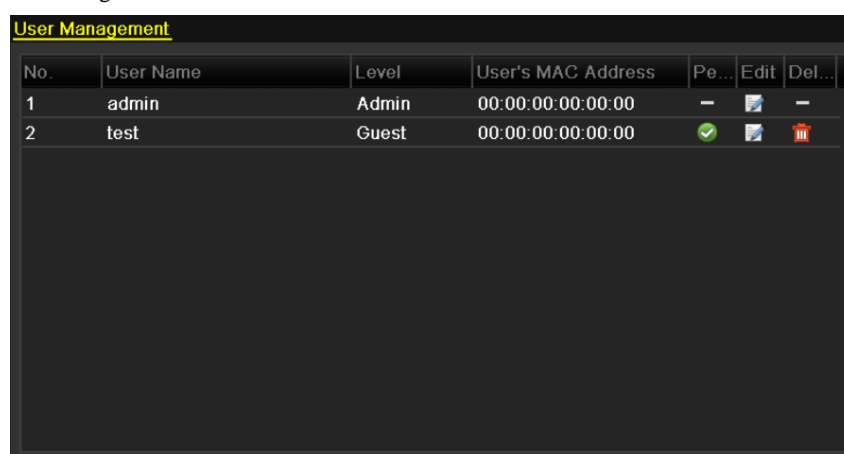 User Management
No. User Name Level User's MAC Address Pe... Edit Del...
1 admin Admin 00:00:00:00:00:00 –
2 test Guest 00:00:00:00:00:00